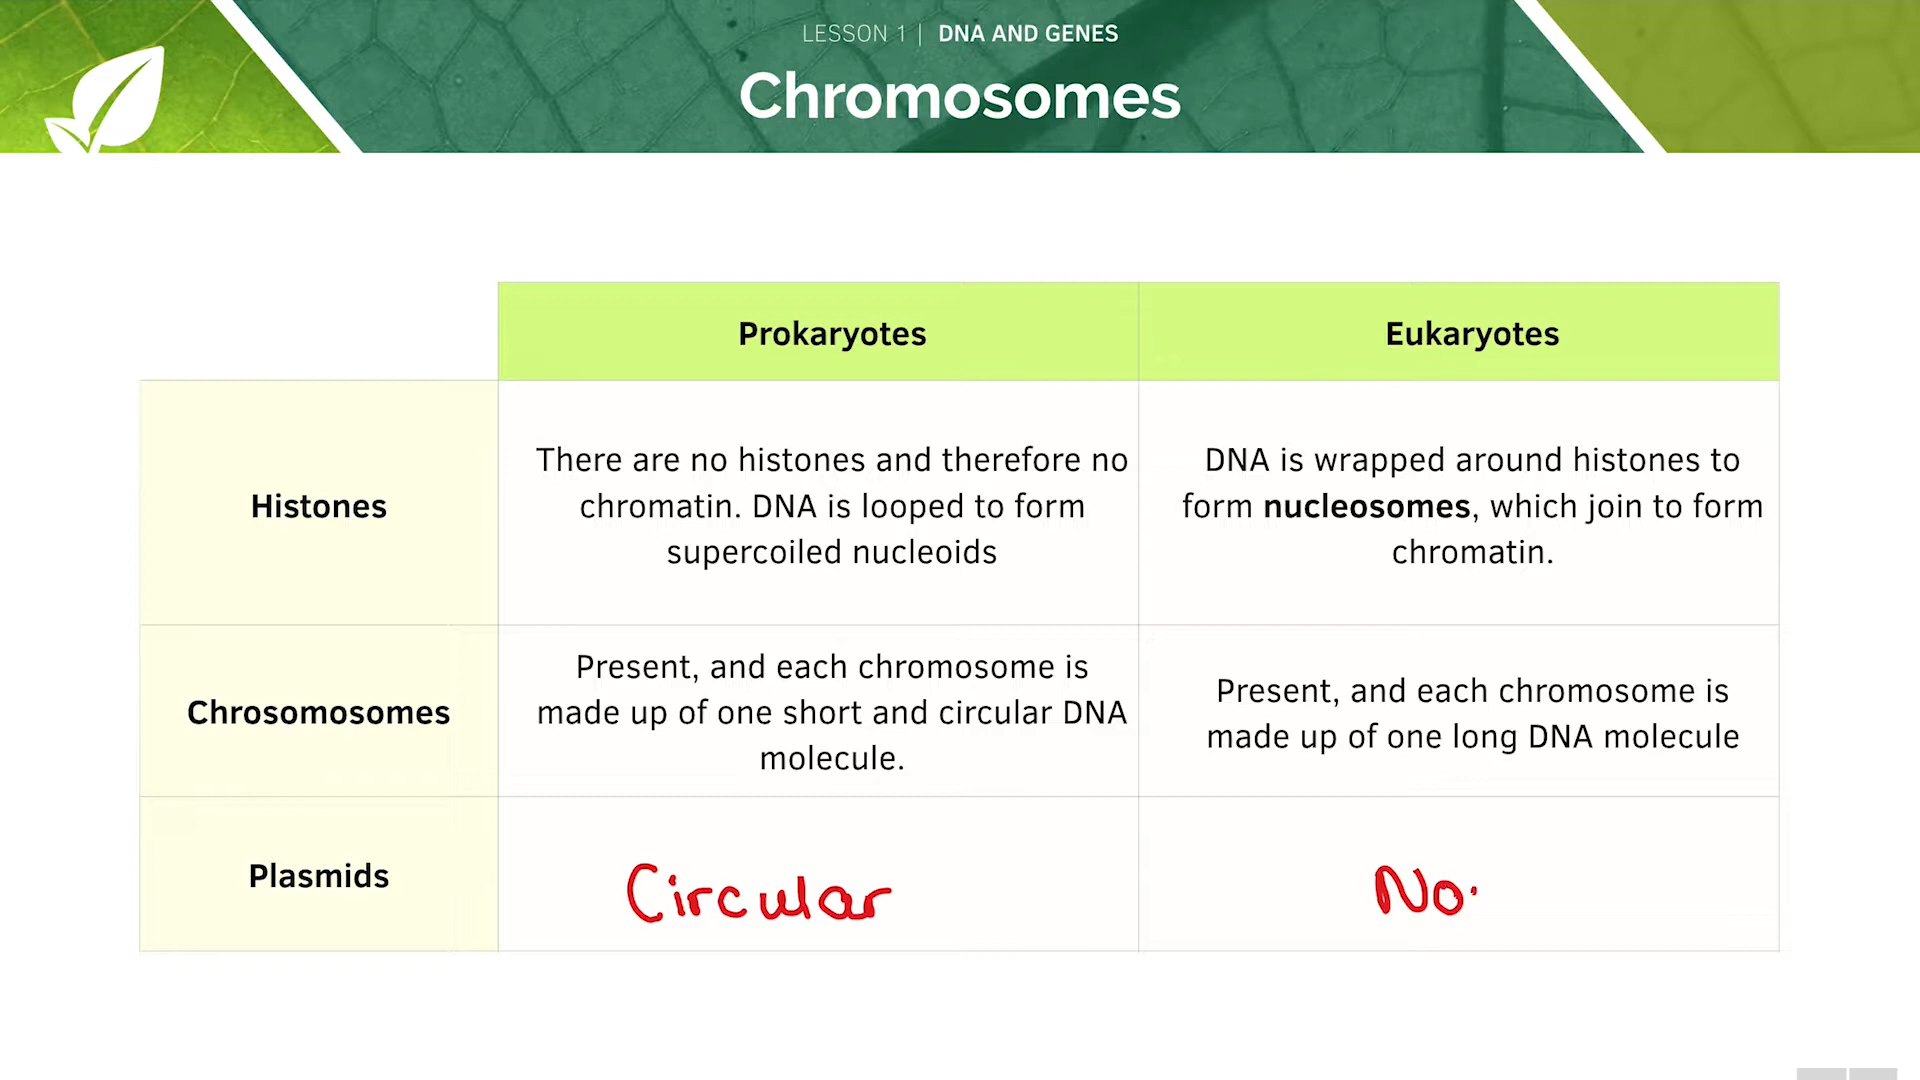 LESSON 1 | DNA AND GENES
Chromosomes
Prokaryotes
Eukaryotes
Histones
There are no histones and therefore no
chromatin. DNA is looped to form
supercoiled nucleoids
DNA is wrapped around histones to
form nucleosomes, which join to form
chromatin.
Chrosomosomes
Present, and each chromosome is
made up of one short and circular DNA
molecule.
Present, and each chromosome is
made up of one long DNA molecule
Plasmids
Circular
No.